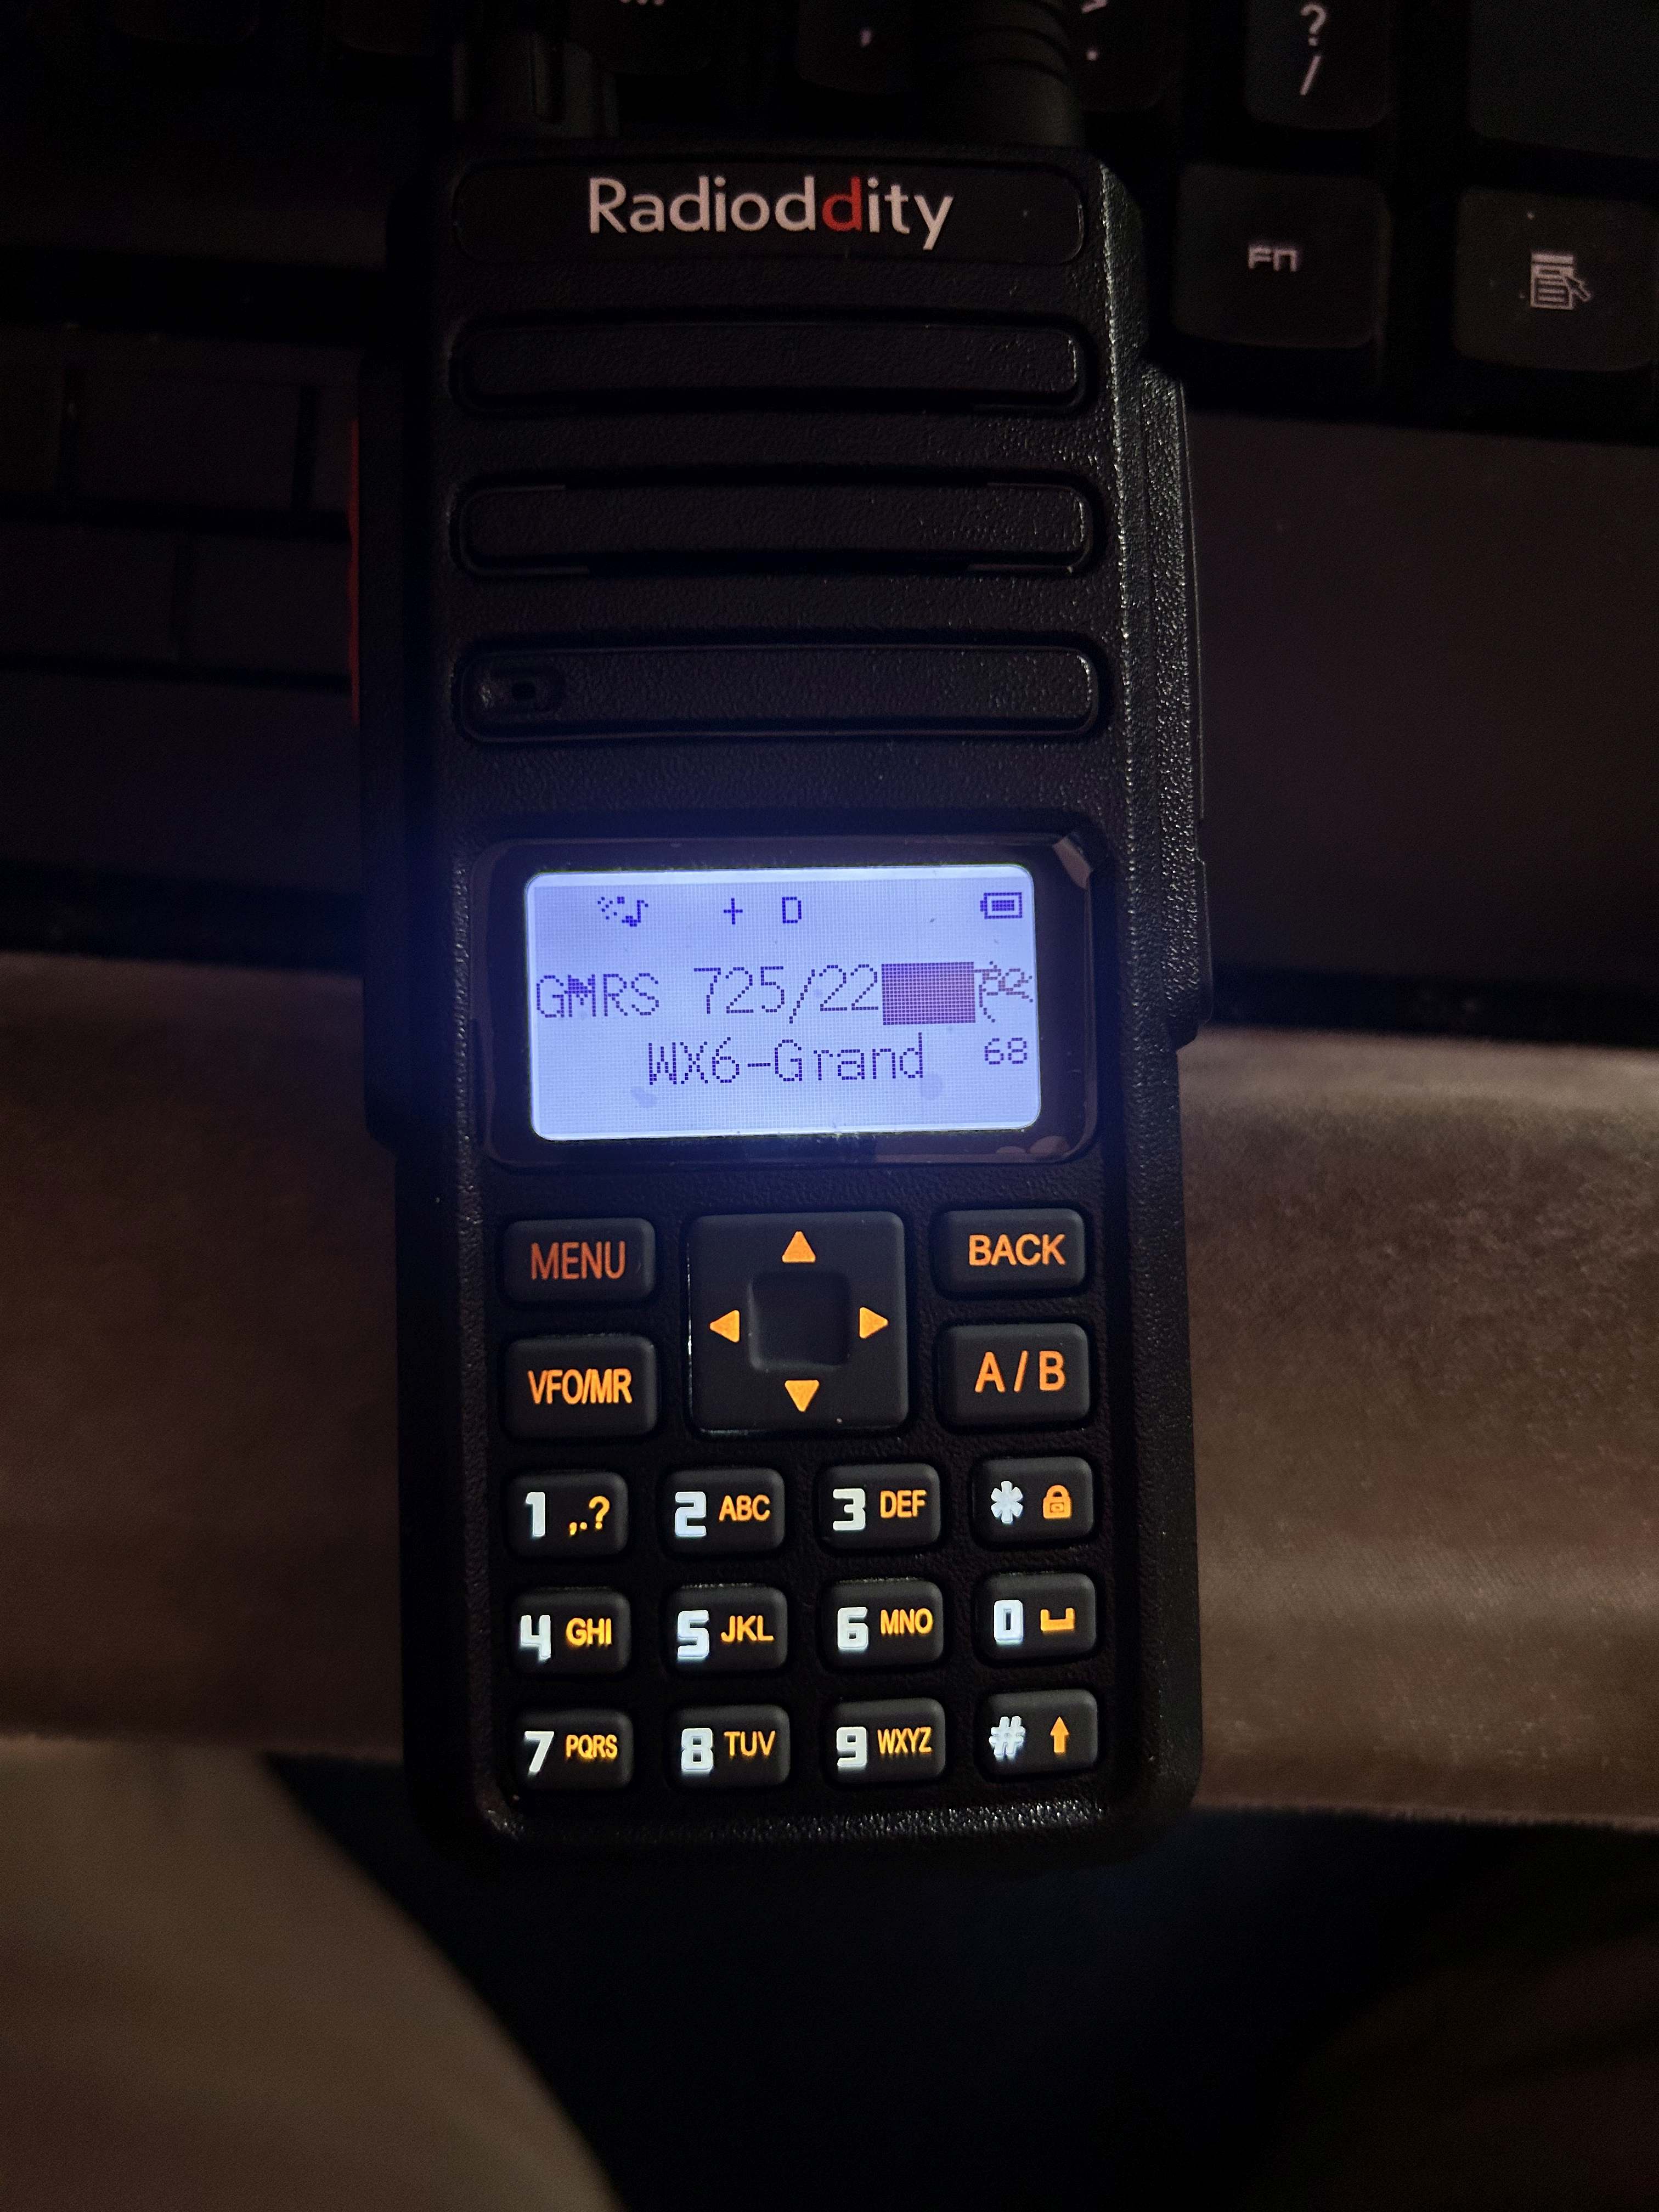 ?
/
Fn
Radioddity
+ D
GMRS 725/22
WX6-Grand 68
MENU BACK
VFO/MR A/B
1 ,.? 2 ABC 3 DEF *
4 GHI 5 JKL 6 MNO 0
7 PQRS 8 TUV 9 WXYZ #